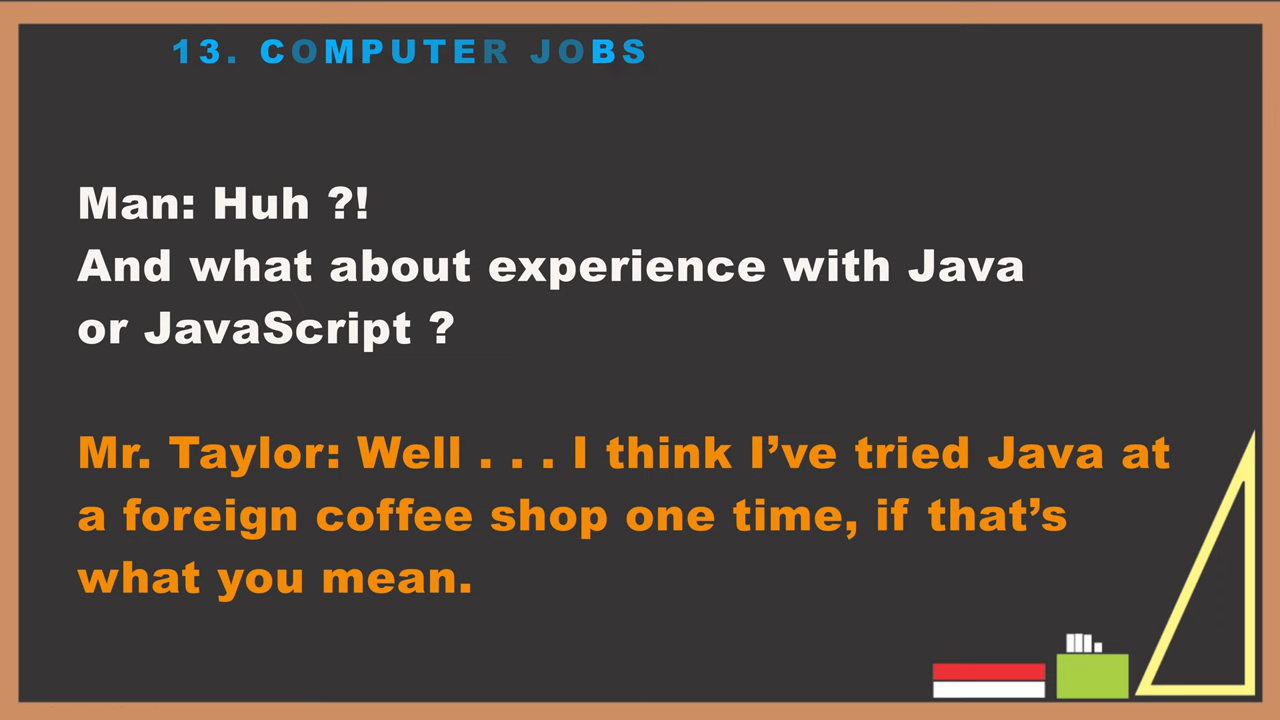 13. COMPUTER JOBS
Man: Huh ?!
And what about experience with Java
or JavaScript ?
Mr. Taylor: Well . . . I think I’ve tried Java at
a foreign coffee shop one time, if that’s
what you mean.